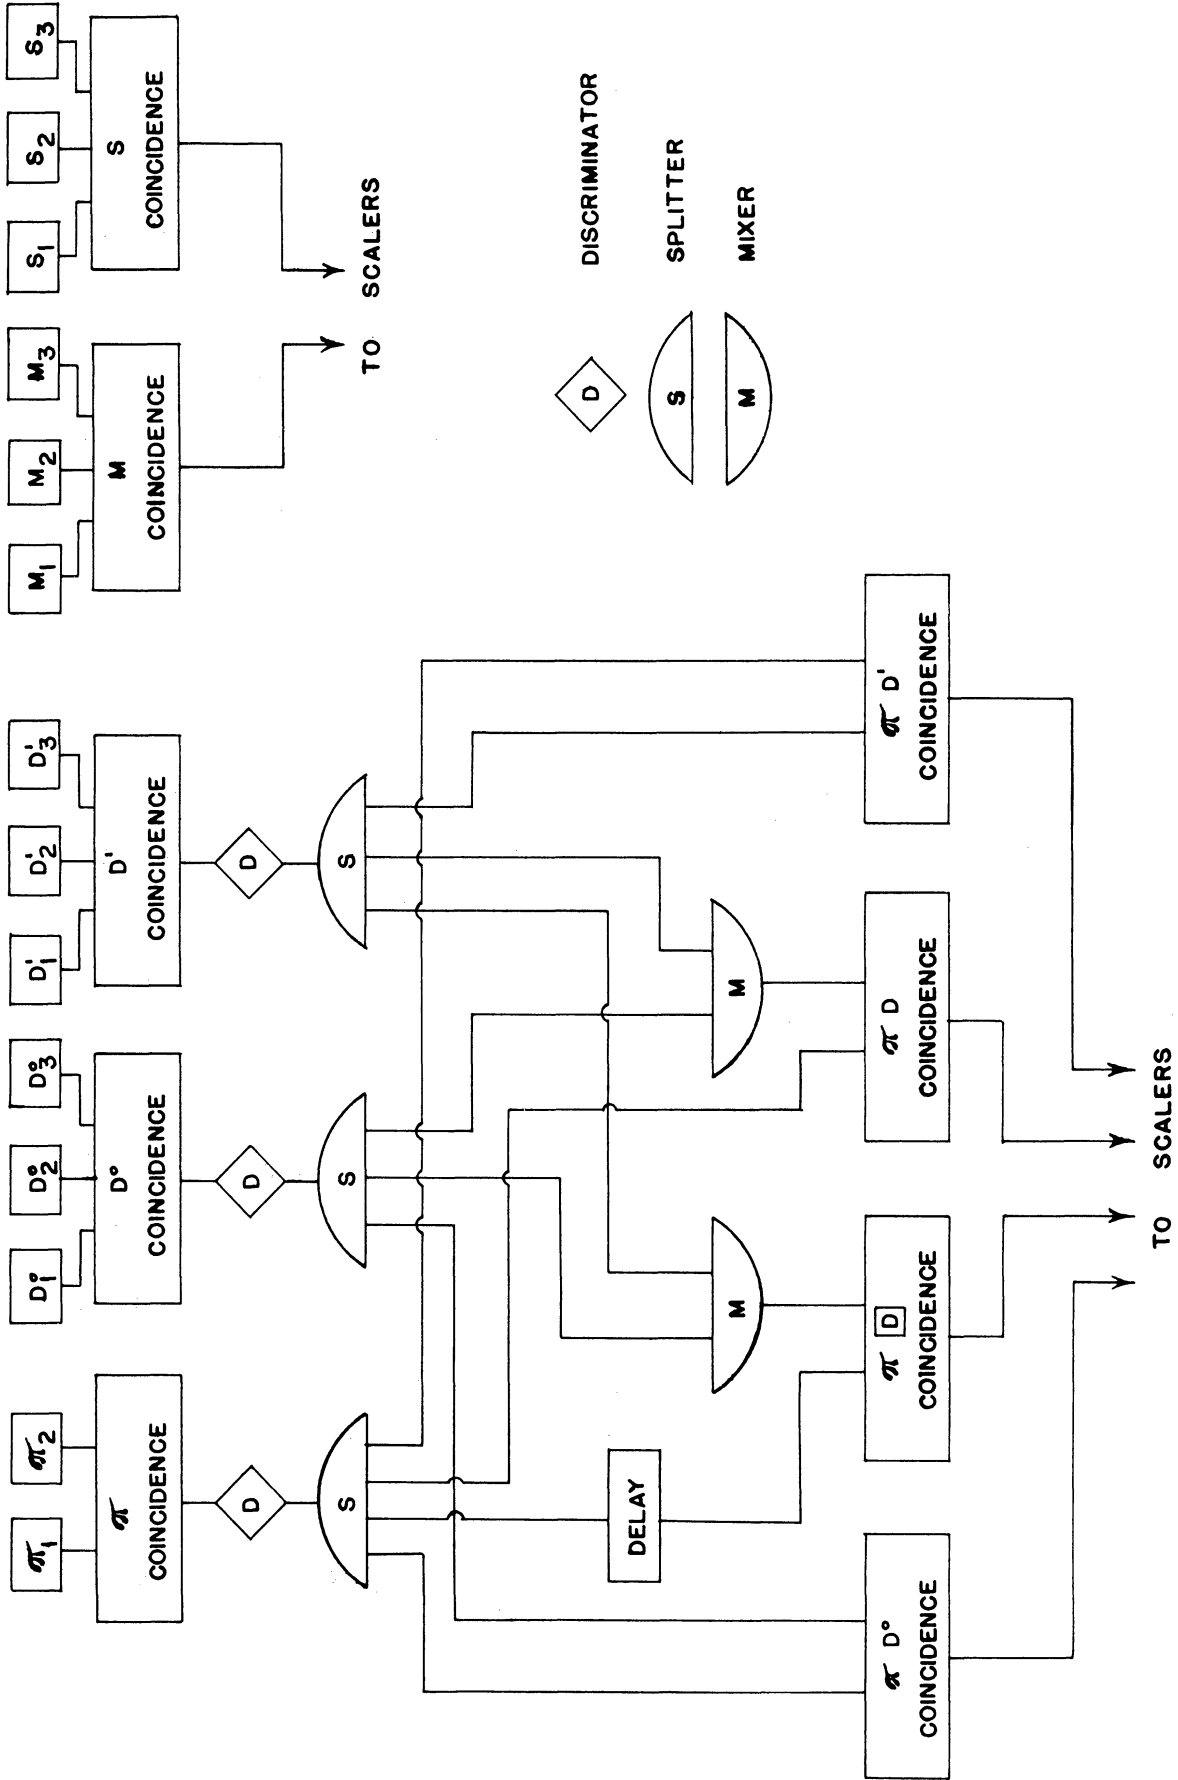 π1
π2
D°1
D°2
D°3
D'1
D'2
D'3
M1
M2
M3
S1
S2
S3
π
COINCIDENCE
D°
COINCIDENCE
D'
COINCIDENCE
M
COINCIDENCE
S
COINCIDENCE
D
D
D
S
S
S
TO SCALERS
D
DISCRIMINATOR
S
SPLITTER
M
MIXER
DELAY
M
M
π D°
COINCIDENCE
π D
COINCIDENCE
π D
COINCIDENCE
π D'
COINCIDENCE
TO SCALERS